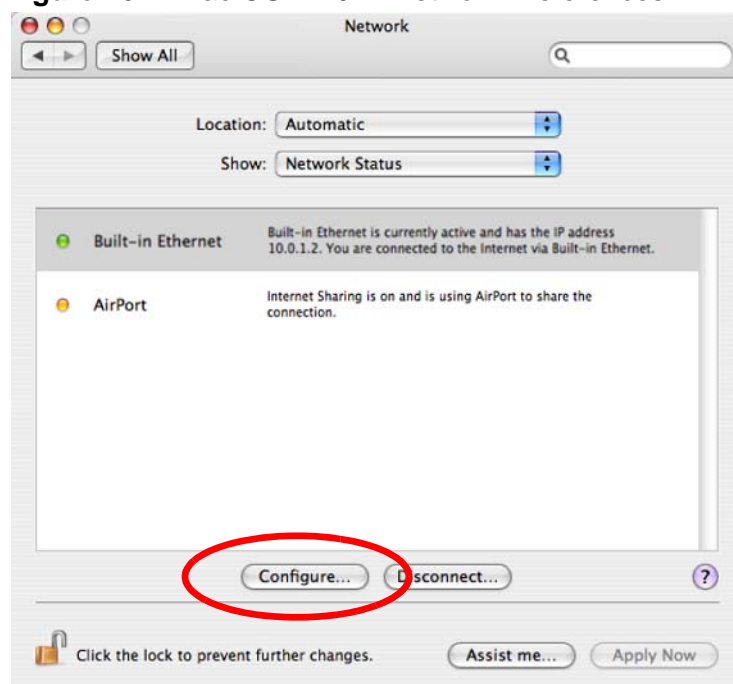 Network
Show All
Location: Automatic
Show: Network Status
Built-in Ethernet
Built-in Ethernet is currently active and has the IP address
10.0.1.2. You are connected to the Internet via Built-in Ethernet.
AirPort
Internet Sharing is on and is using AirPort to share the
connection.
Configure... Disconnect... ?
Click the lock to prevent further changes. Assist me... Apply Now